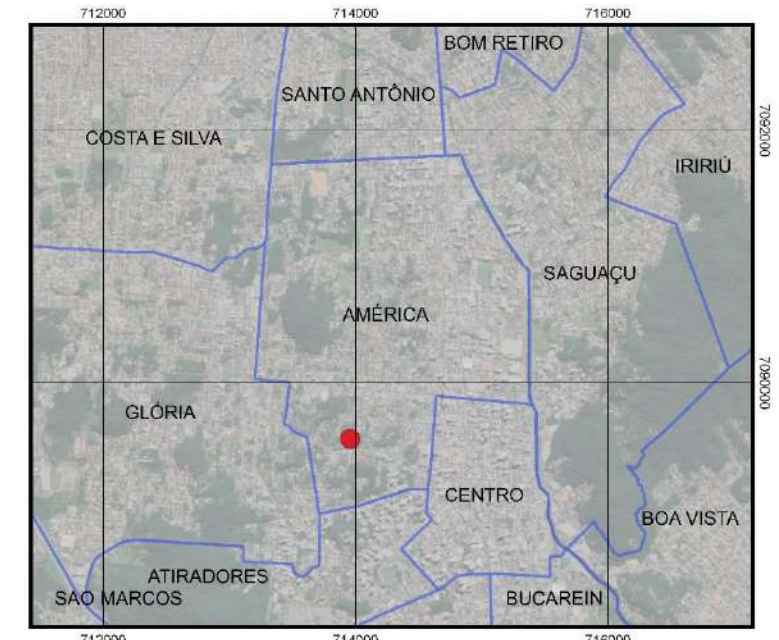 712000 714000 716000
BOM RETIRO
SANTO ANTÔNIO
7092000
COSTA E SILVA
IRIRIÚ
SAGUAÇU
AMÉRICA
7090000
GLÓRIA
CENTRO
BOA VISTA
ATIRADORES
SAO MARCOS
BUCAREIN
712000 714000 716000